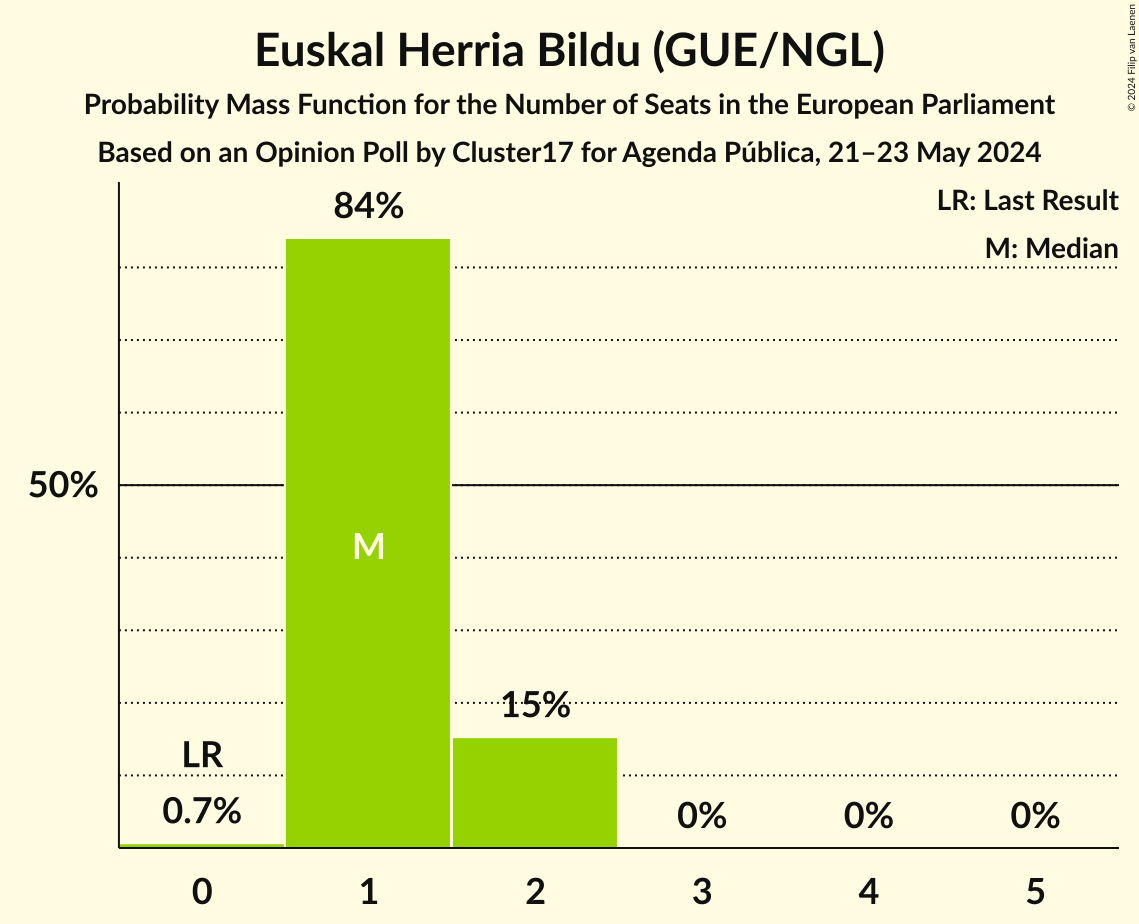 Euskal Herria Bildu (GUE/NGL)
Probability Mass Function for the Number of Seats in the European Parliament
Based on an Opinion Poll by Cluster17 for Agenda Pública, 21–23 May 2024
© 2024 Filip van Laenen
LR: Last Result
M: Median
84%
50%
M
15%
LR
0.7%
0%
0%
0%
0
1
2
3
4
5